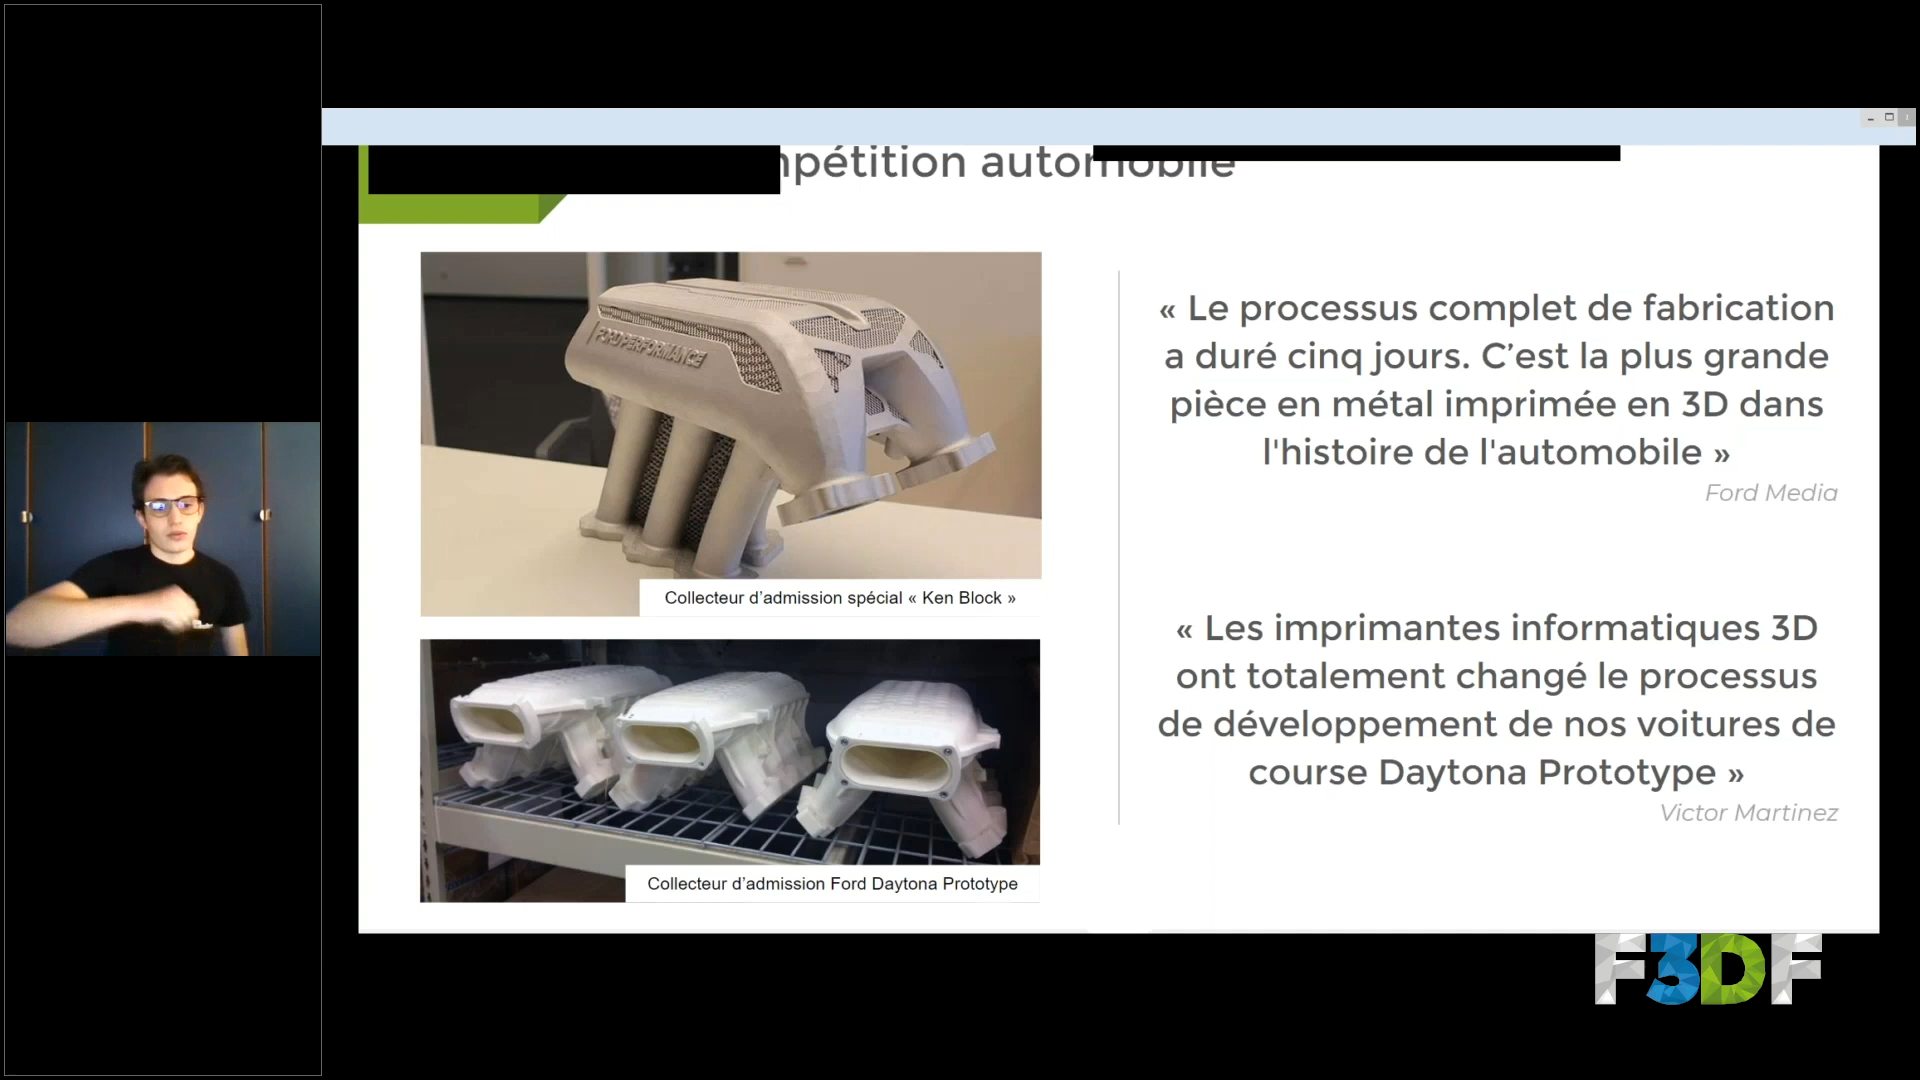 automobile
FORD PERFORMANCE
Collecteur d’admission spécial « Ken Block »
Collecteur d’admission Ford Daytona Prototype
« Le processus complet de fabrication
a duré cinq jours. C’est la plus grande
pièce en métal imprimée en 3D dans
l'histoire de l'automobile »
Ford Media
« Les imprimantes informatiques 3D
ont totalement changé le processus
de développement de nos voitures de
course Daytona Prototype »
Victor Martinez
F3DF